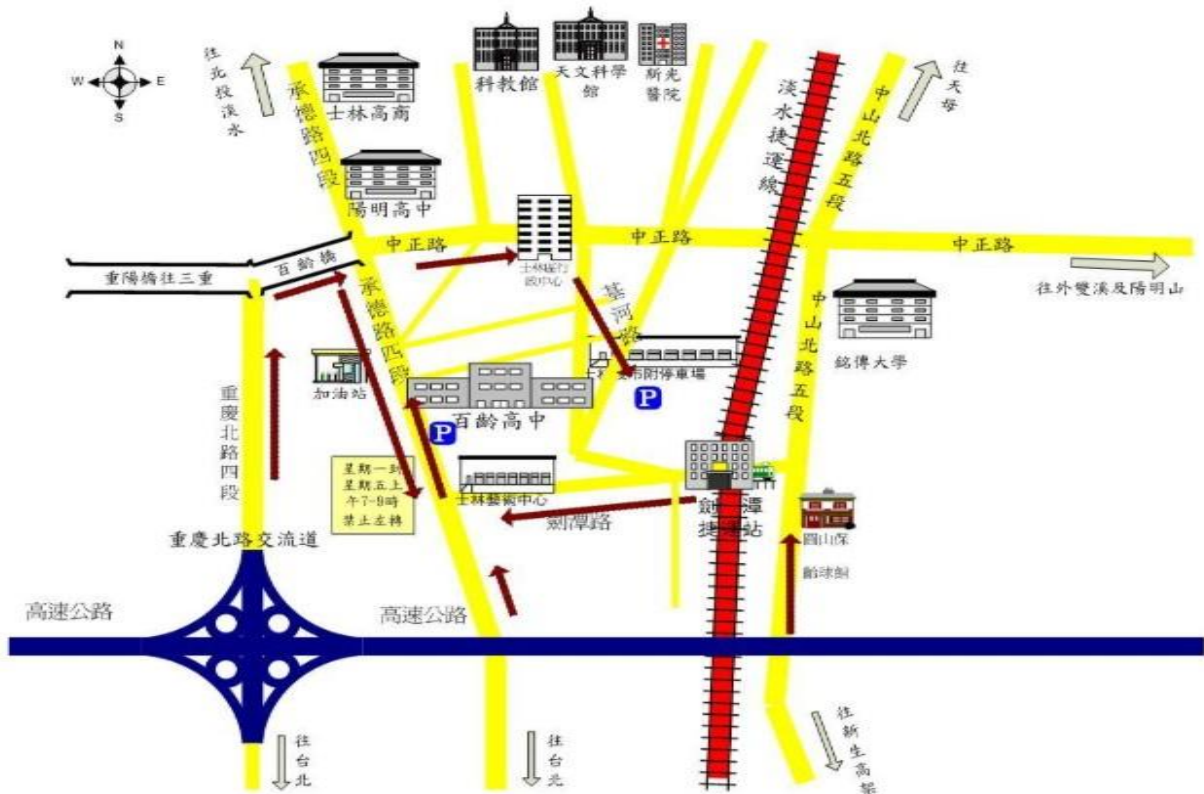 N
W
E
S
往北投淡水
承德路四段
士林高商
科教館
天文科學
館
新光
醫院
淡水捷運線
中山北路五段
往天母
陽明高中
中正路
中正路
中正路
重陽橋往三重
百齡橋
士林區行
政中心
往外雙溪及陽明山
承德路四段
基河路
中山北路五段
銘傳大學
加油站
市附停車場
P
百齡高中
P
重慶北路四段
星期一到
星期五上
午7-9時
禁止左轉
士林藝術中心
劍潭
捷運站
劍潭路
圓山保
齡球館
重慶北路交流道
高速公路
高速公路
往台北
往台北
往新生高架